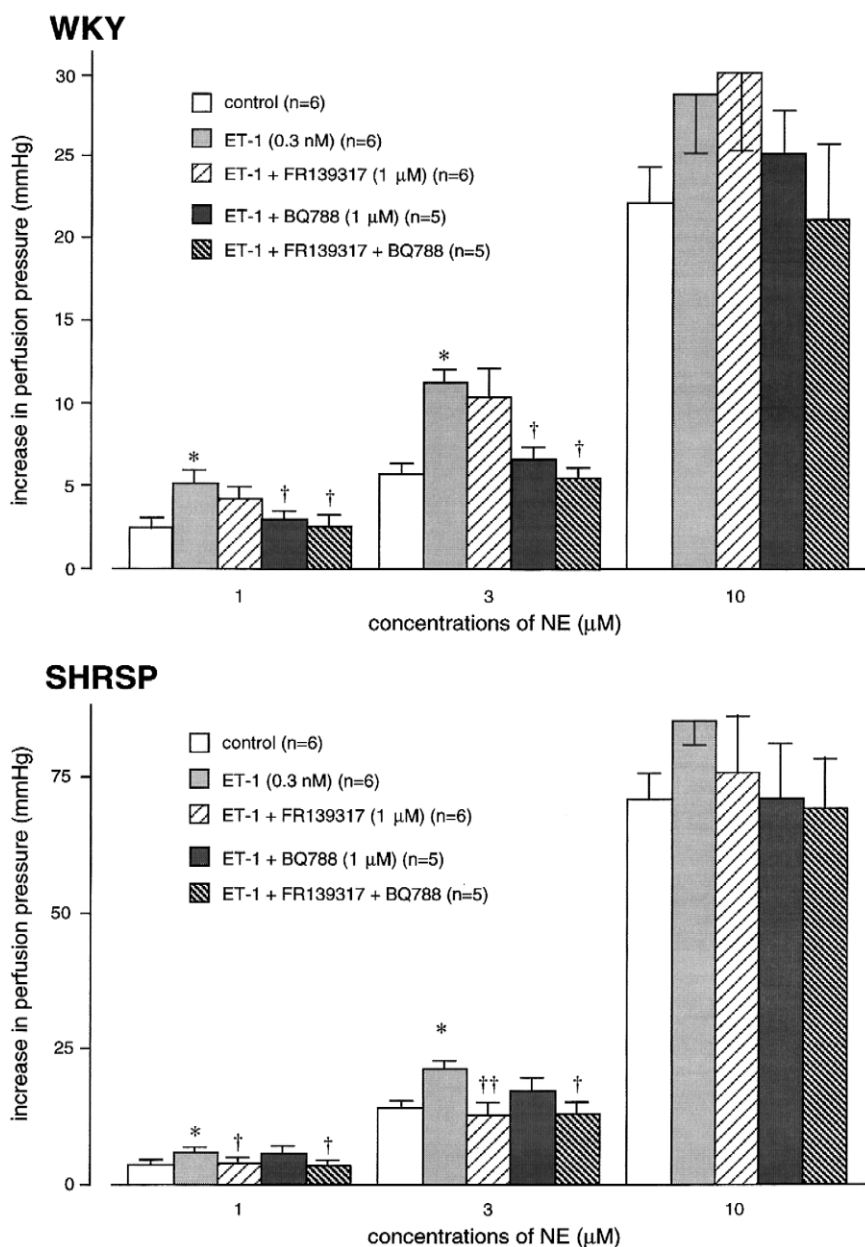 WKY
30
25
20
15
10
5
0
increase in perfusion pressure (mmHg)
control (n=6)
ET-1 (0.3 nM) (n=6)
ET-1 + FR139317 (1 μM) (n=6)
ET-1 + BQ788 (1 μM) (n=5)
ET-1 + FR139317 + BQ788 (n=5)
*
†
†
*
†
†
1
3
10
concentrations of NE (μM)
SHRSP
75
50
25
0
increase in perfusion pressure (mmHg)
control (n=6)
ET-1 (0.3 nM) (n=6)
ET-1 + FR139317 (1 μM) (n=6)
ET-1 + BQ788 (1 μM) (n=5)
ET-1 + FR139317 + BQ788 (n=5)
*
†
†
*
††
†
1
3
10
concentrations of NE (μM)